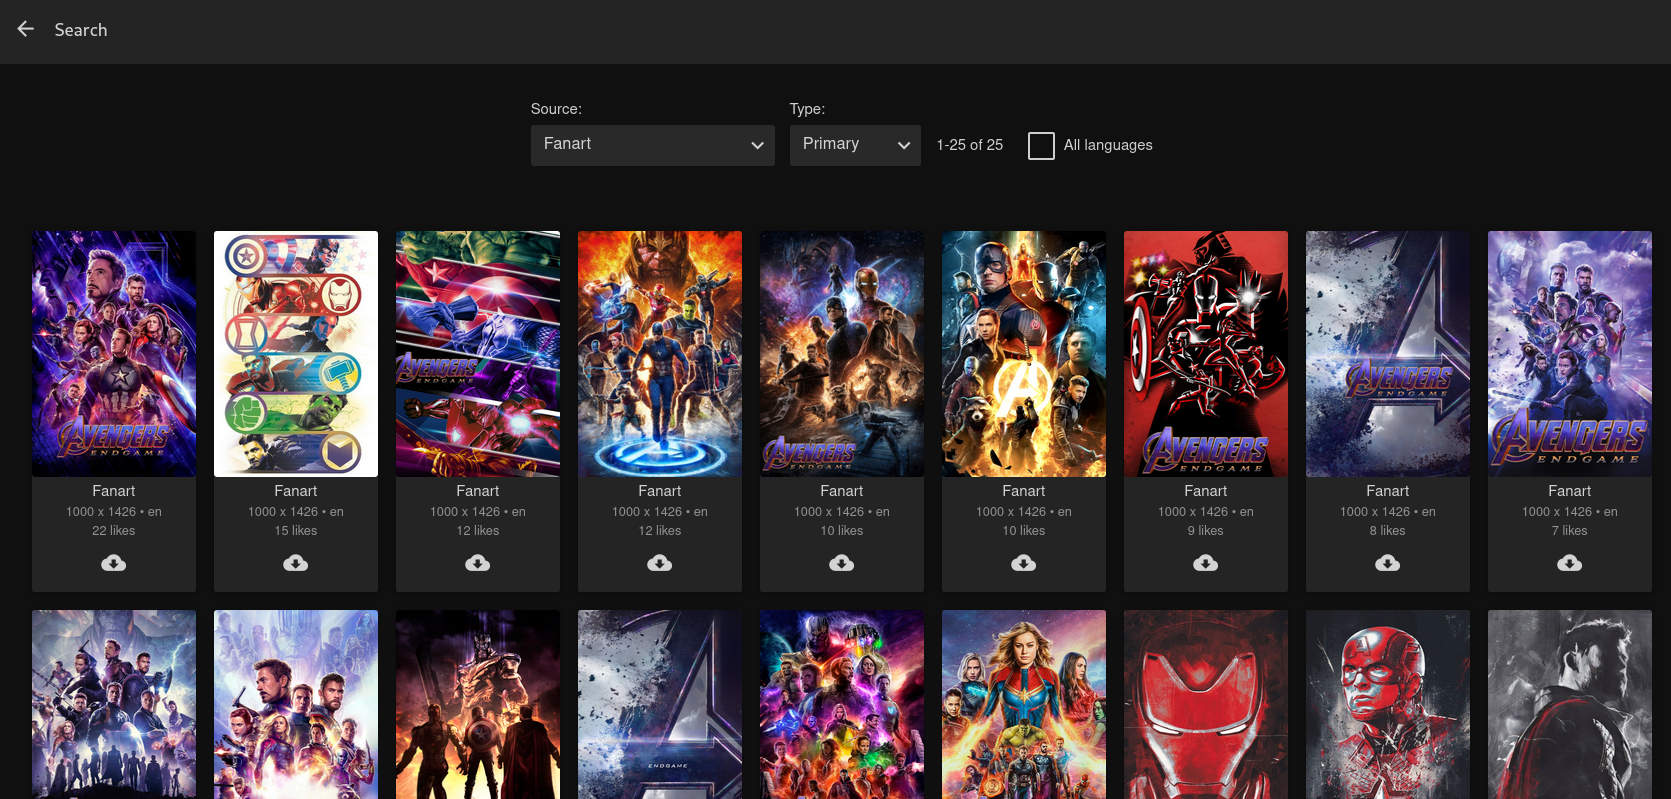 Search
Source:
Type:
Fanart
Primary
1-25 of 25
All languages
AVENGERS
ENDGAME
AVENGERS
ENDGAME
AVENGERS
ENDGAME
AVENGERS
ENDGAME
AVENGERS
ENDGAME
AVENGERS
ENDGAME
Fanart
1000 x 1426 • en
22 likes
Fanart
1000 x 1426 • en
15 likes
Fanart
1000 x 1426 • en
12 likes
Fanart
1000 x 1426 • en
12 likes
Fanart
1000 x 1426 • en
10 likes
Fanart
1000 x 1426 • en
10 likes
Fanart
1000 x 1426 • en
9 likes
Fanart
1000 x 1426 • en
8 likes
Fanart
1000 x 1426 • en
7 likes
ENDGAME